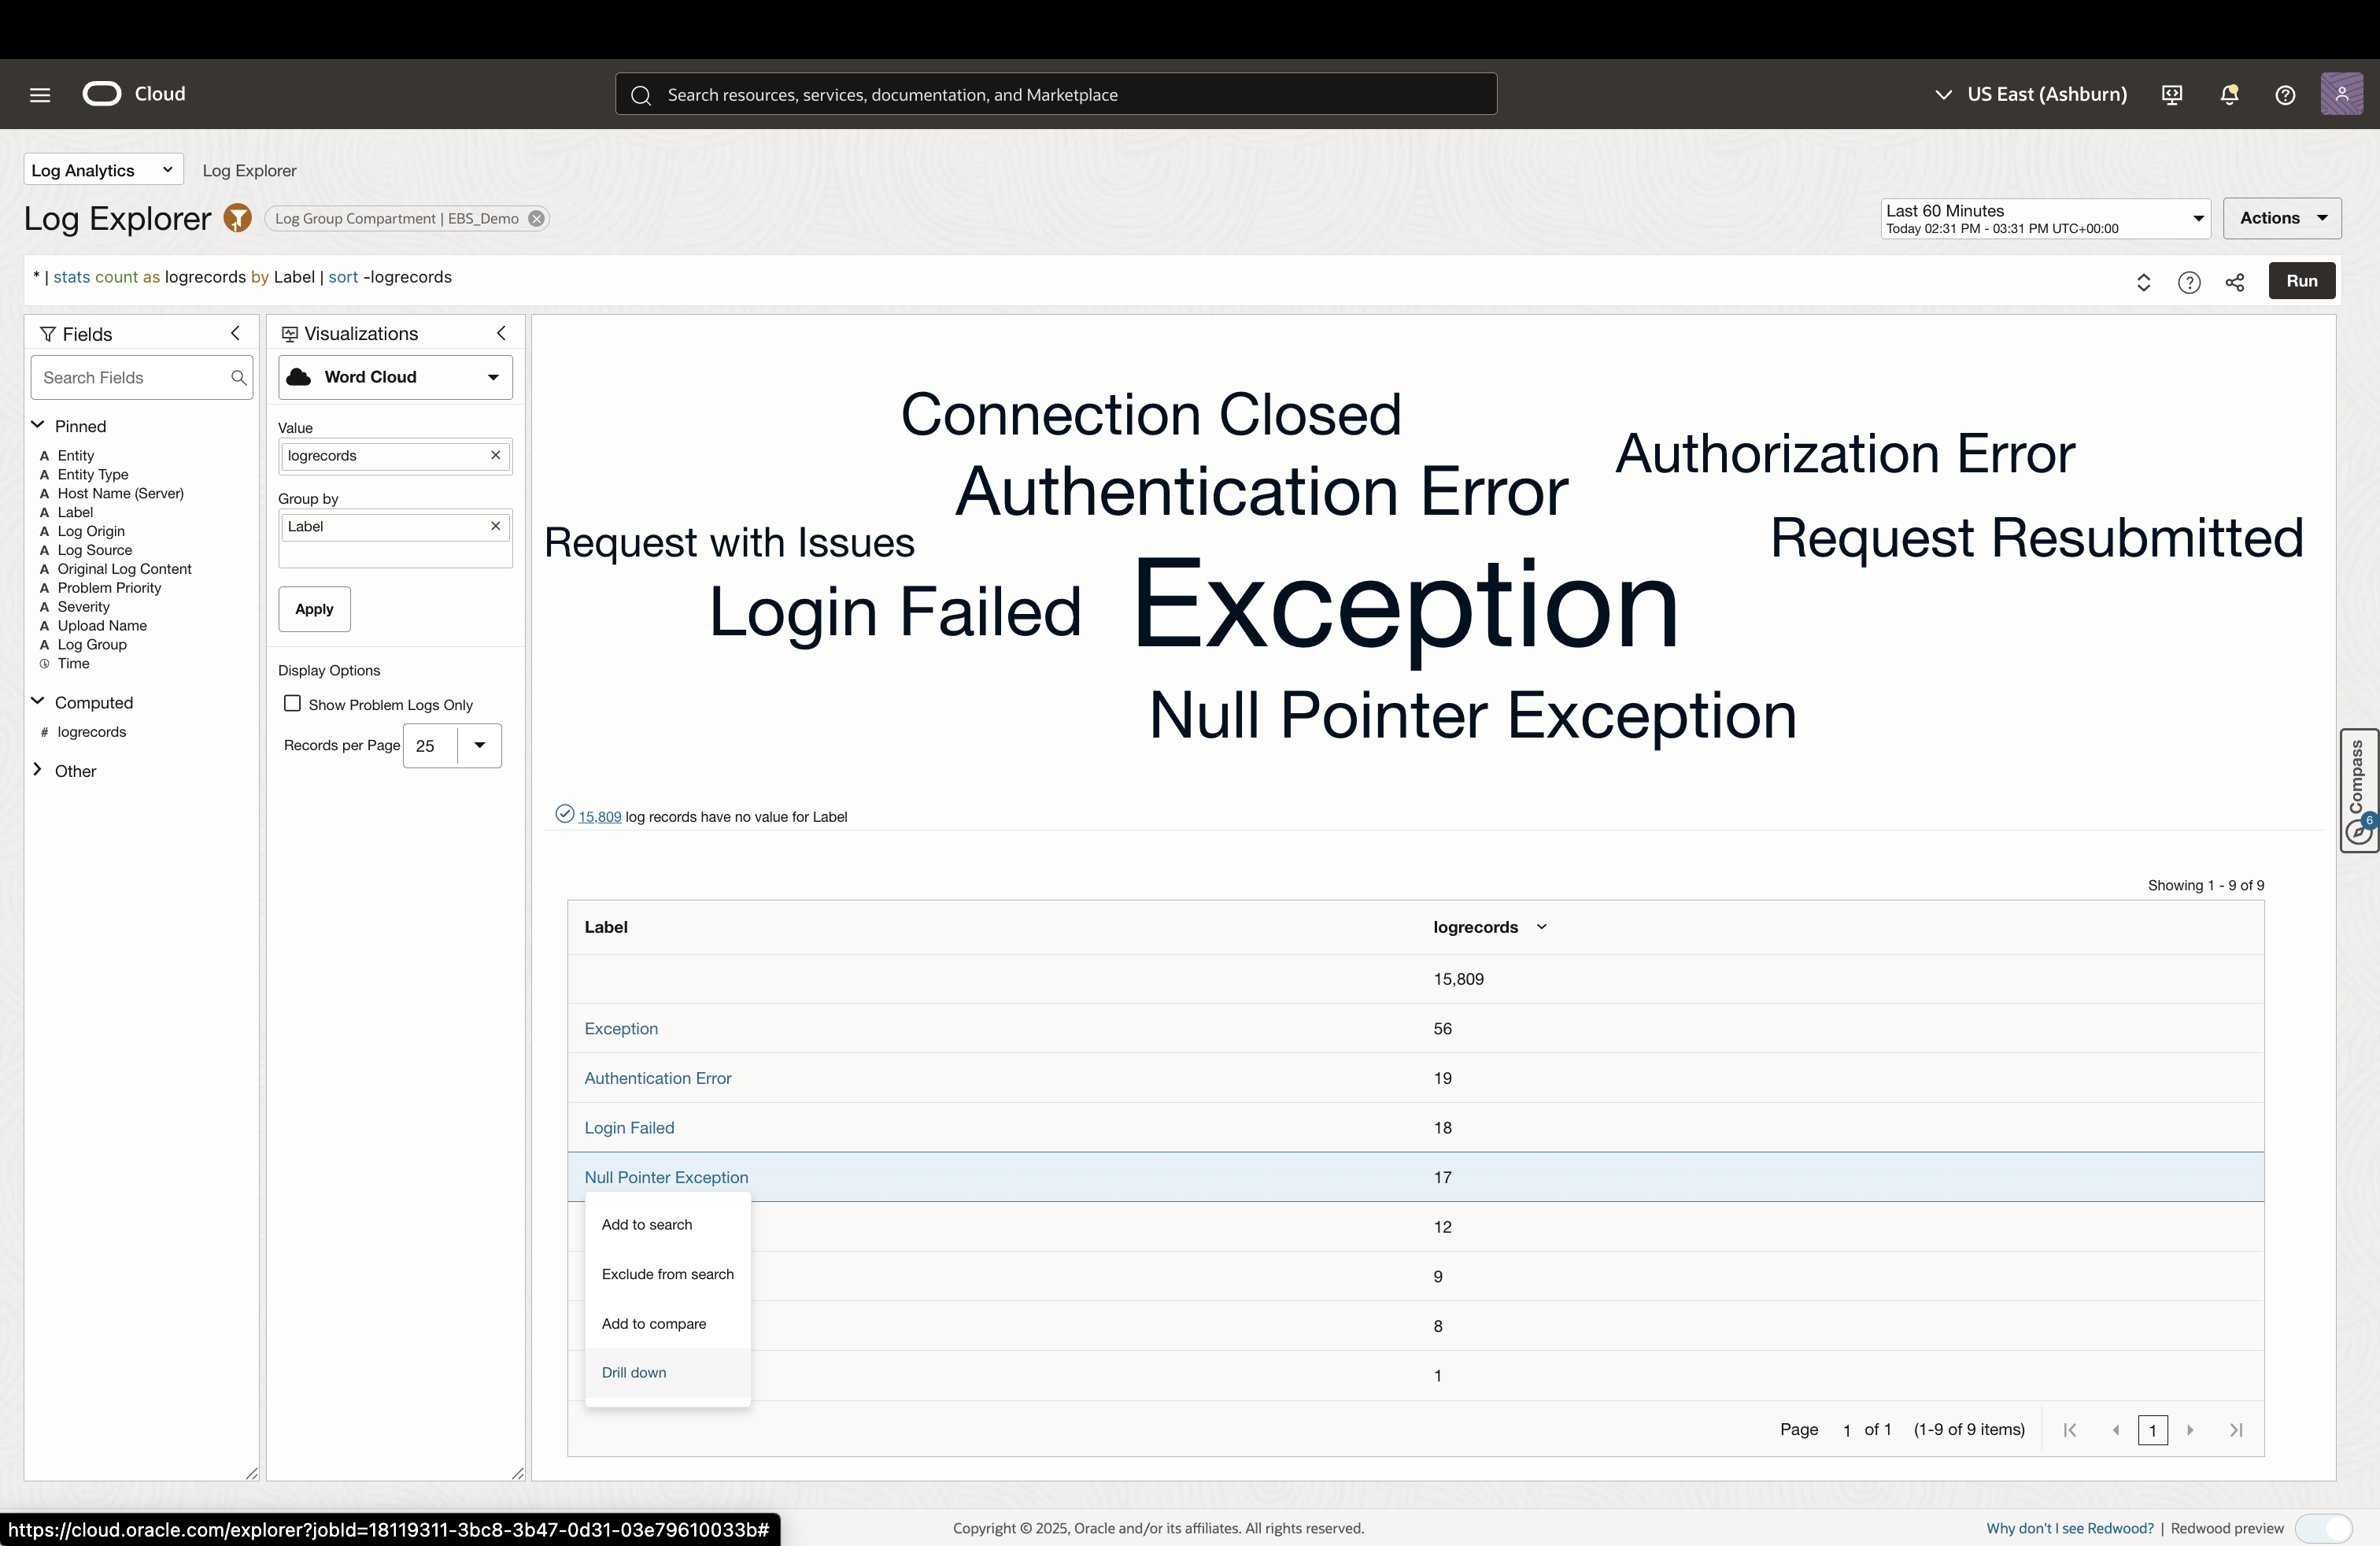 Cloud
Search resources, services, documentation, and Marketplace
US East (Ashburn)
Log Analytics
Log Explorer
Log Explorer
Log Group Compartment | EBS_Demo
Last 60 Minutes
Today 02:31 PM - 03:31 PM UTC+00:00
Actions
* | stats count as logrecords by Label | sort -logrecords
Run
Fields
Search Fields
Pinned
A Entity
A Entity Type
A Host Name (Server)
A Label
A Log Origin
A Log Source
A Original Log Content
A Problem Priority
A Severity
A Upload Name
A Log Group
Time
Computed
# logrecords
Other
Visualizations
Word Cloud
Value
logrecords
Group by
Label
Apply
Display Options
Show Problem Logs Only
Records per Page 25
Connection Closed
Authorization Error
Authentication Error
Request with Issues
Request Resubmitted
Login Failed
Exception
Null Pointer Exception
15,809 log records have no value for Label
Compass
6
Showing 1 - 9 of 9
Label logrecords
15,809
Exception 56
Authentication Error 19
Login Failed 18
Null Pointer Exception 17
12
9
8
1
Add to search
Exclude from search
Add to compare
Drill down
Page 1 of 1 (1-9 of 9 items) 1
https://cloud.oracle.com/explorer?jobId=18119311-3bc8-3b47-0d31-03e79610033b#
Copyright © 2025, Oracle and/or its affiliates. All rights reserved.
Why don't I see Redwood? | Redwood preview